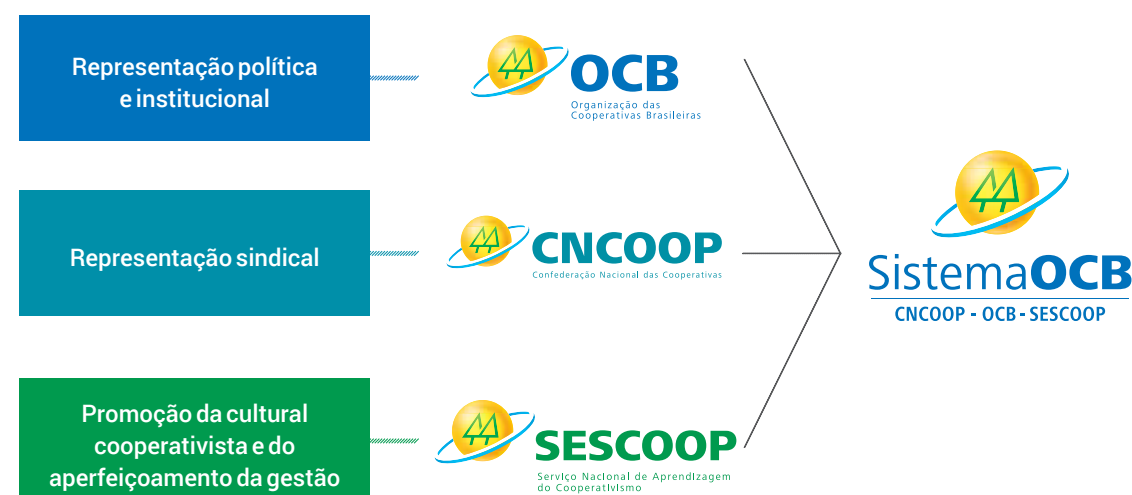 Representação política
e institucional
OCB
Organização das
Cooperativas Brasileiras
Representação sindical
CNCOOP
Confederação Nacional das Cooperativas
SistemaOCB
CNCOOP - OCB - SESCOOP
Promoção da cultural
cooperativista e do
aperfeiçoamento da gestão
SESCOOP
Serviço Nacional de Aprendizagem
do Cooperativismo